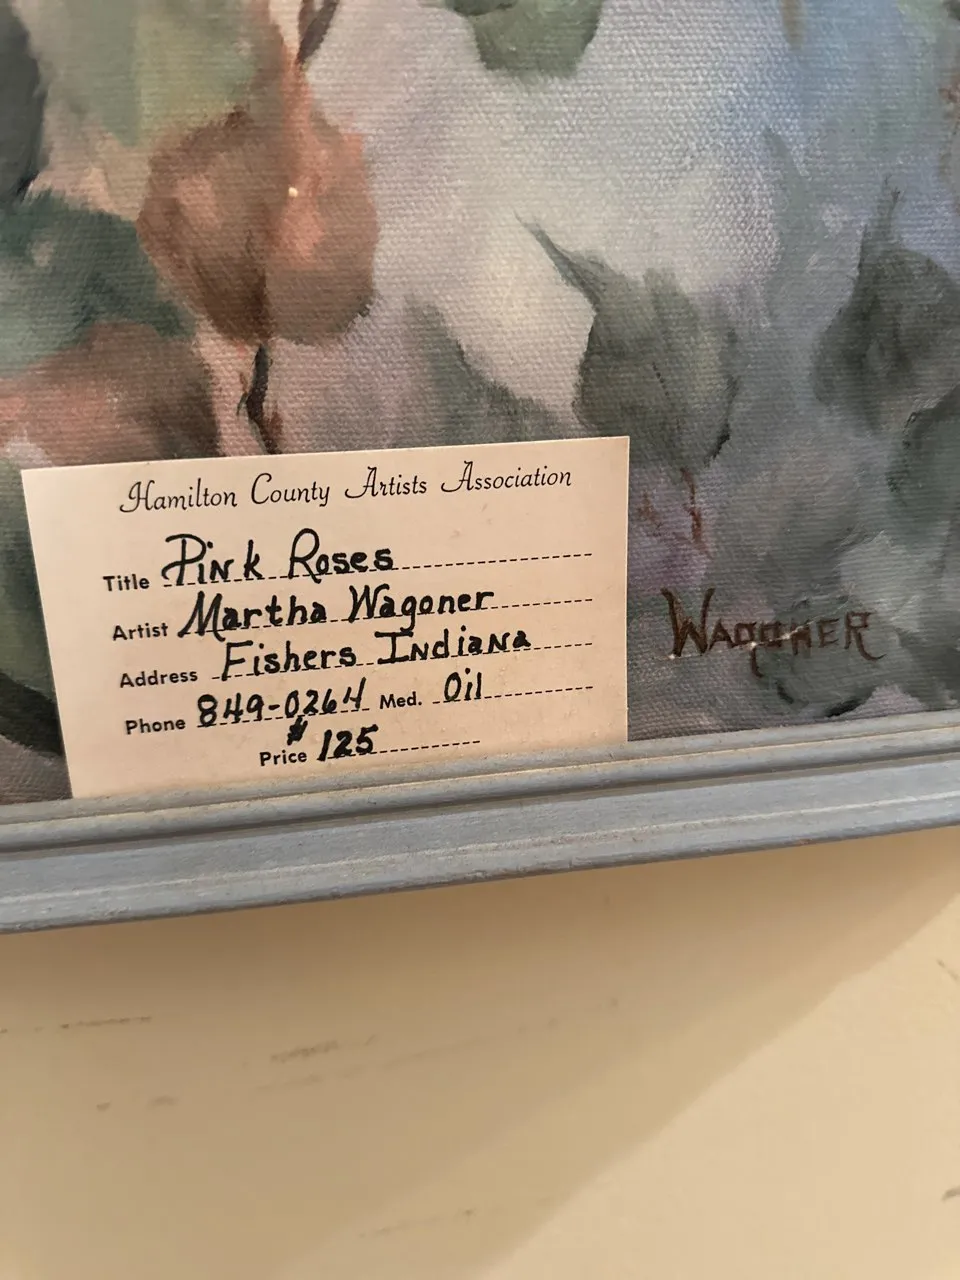 Hamilton County Artists Association
Title Pink Roses
Artist Martha Wagoner
Address Fishers Indiana
Phone 849-0264 Med. Oil
Price $125
WAGONER